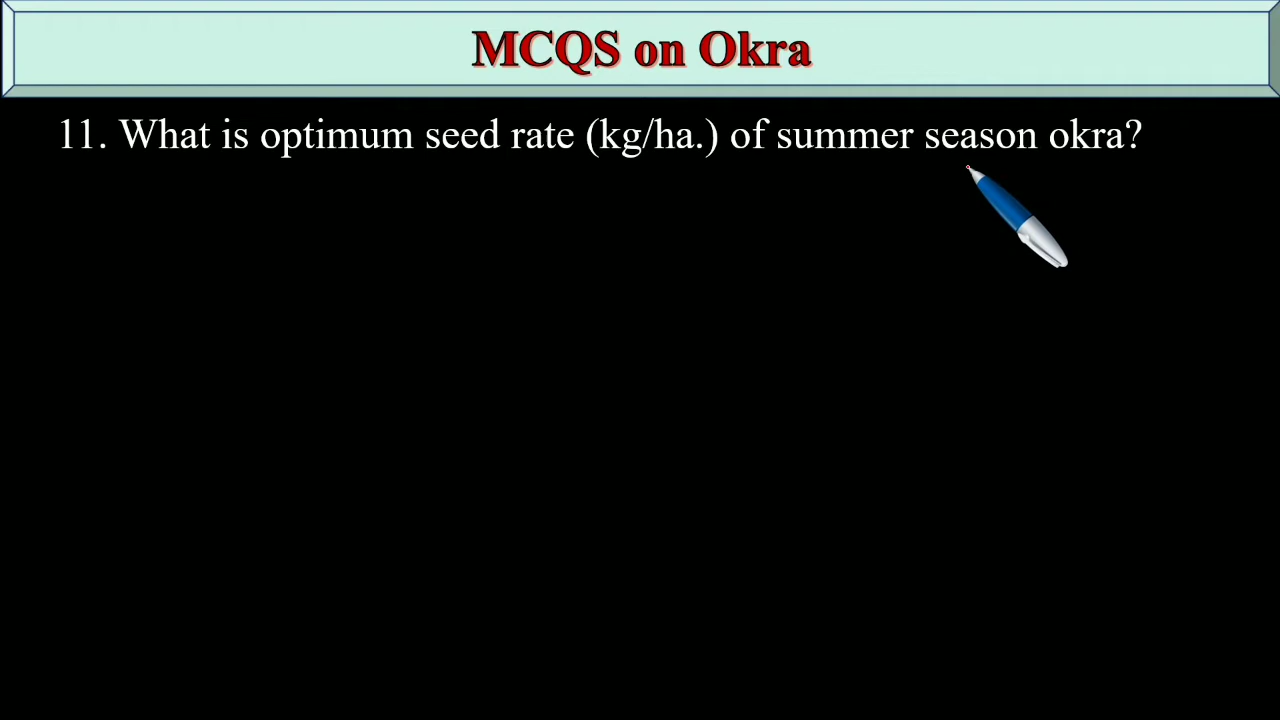 MCQS on Okra
11. What is optimum seed rate (kg/ha.) of summer season okra?